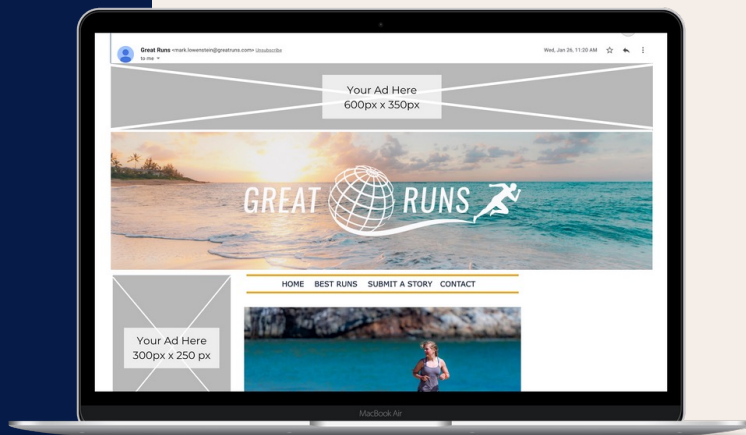 Great Runs <mark.lowenstein@greatruns.com> Unsubscribe
Wed, Jan 26, 11:20 AM
to me
Your Ad Here
600px x 350px
GREAT RUNS
HOME BEST RUNS SUBMIT A STORY CONTACT
Your Ad Here
300px x 250 px
MacBook Air